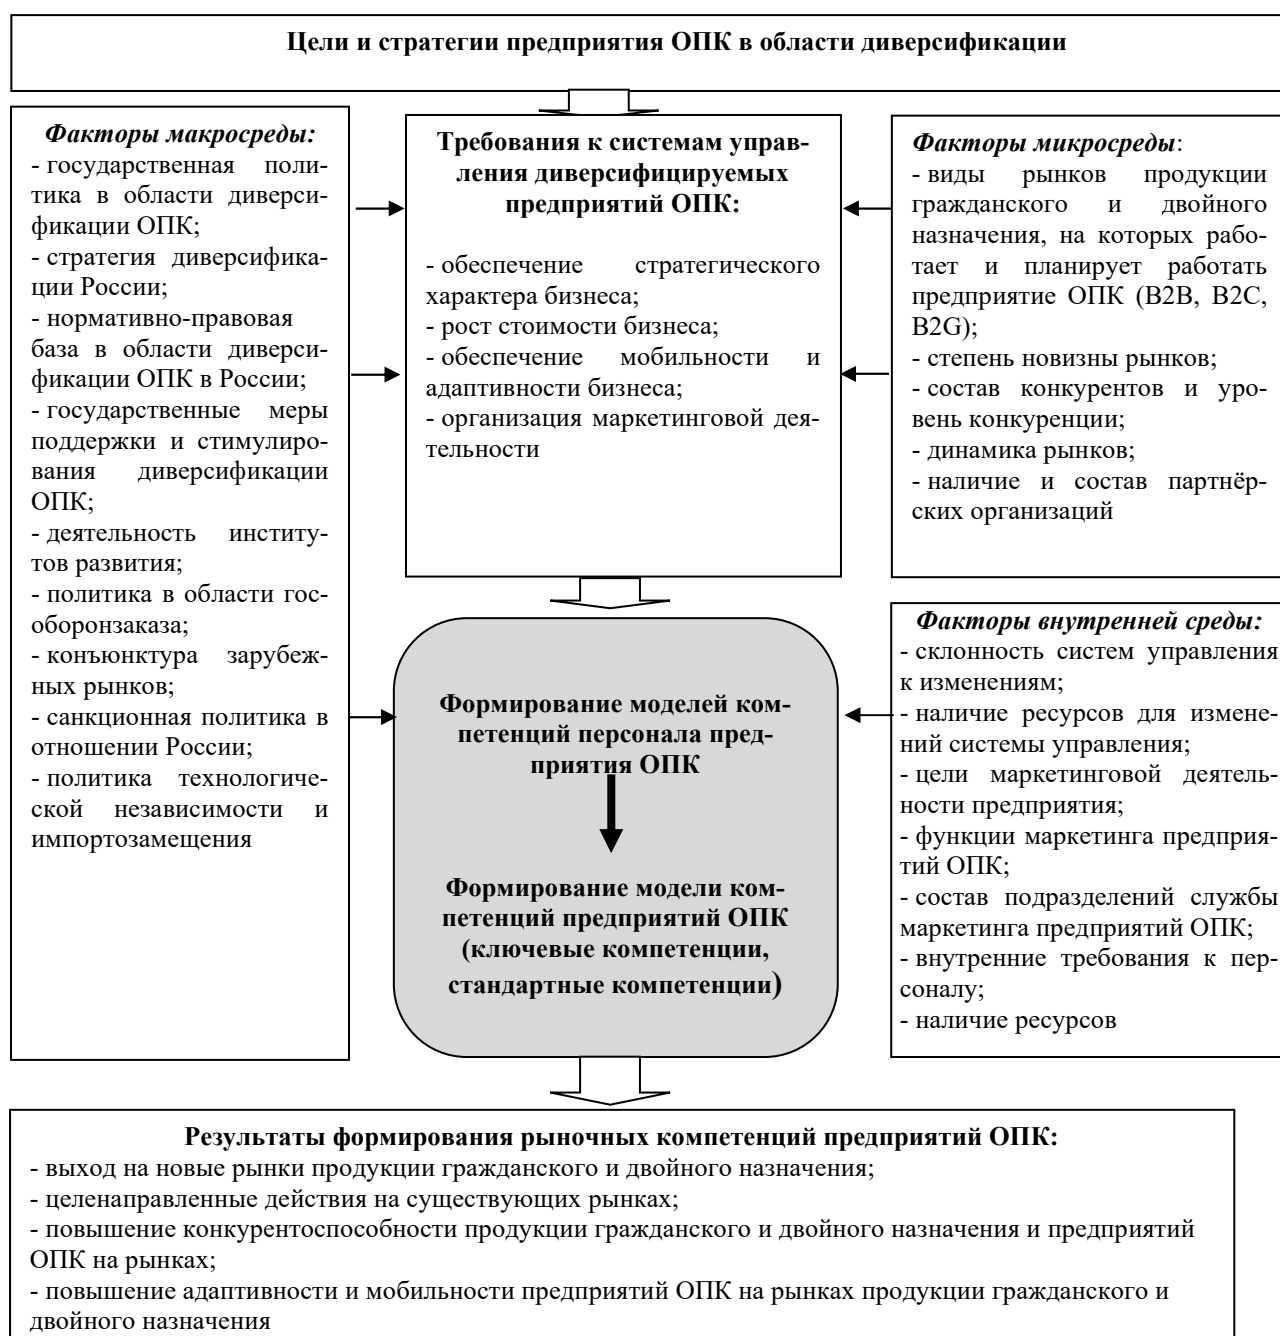 Цели и стратегии предприятия ОПК в области диверсификации
Факторы макросреды:
- государственная поли-
тика в области диверси-
фикации ОПК;
- стратегия диверсифика-
ции России;
- нормативно-правовая
база в области диверси-
фикации ОПК в России;
- государственные меры
поддержки и стимулиро-
вания диверсификации
ОПК;
- деятельность институ-
тов развития;
- политика в области гос-
оборонзаказа;
- конъюнктура зарубеж-
ных рынков;
- санкционная политика в
отношении России;
- политика технологиче-
ской независимости и
импортозамещения
Требования к системам управ-
ления диверсифицируемых
предприятий ОПК:
- обеспечение стратегического
характера бизнеса;
- рост стоимости бизнеса;
- обеспечение мобильности и
адаптивности бизнеса;
- организация маркетинговой дея-
тельности
Факторы микросреды:
- виды рынков продукции
гражданского и двойного
назначения, на которых рабо-
тает и планирует работать
предприятие ОПК (B2B, B2C,
B2G);
- степень новизны рынков;
- состав конкурентов и уро-
вень конкуренции;
- динамика рынков;
- наличие и состав партнёр-
ских организаций
Формирование моделей ком-
петенций персонала пред-
приятия ОПК
Формирование модели ком-
петенций предприятий ОПК
(ключевые компетенции,
стандартные компетенции)
Факторы внутренней среды:
- склонность систем управления
к изменениям;
- наличие ресурсов для измене-
ний системы управления;
- цели маркетинговой деятель-
ности предприятия;
- функции маркетинга предприя-
тий ОПК;
- состав подразделений службы
маркетинга предприятий ОПК;
- внутренние требования к пер-
соналу;
- наличие ресурсов
Результаты формирования рыночных компетенций предприятий ОПК:
- выход на новые рынки продукции гражданского и двойного назначения;
- целенаправленные действия на существующих рынках;
- повышение конкурентоспособности продукции гражданского и двойного назначения и предприятий
ОПК на рынках;
- повышение адаптивности и мобильности предприятий ОПК на рынках продукции гражданского и
двойного назначения